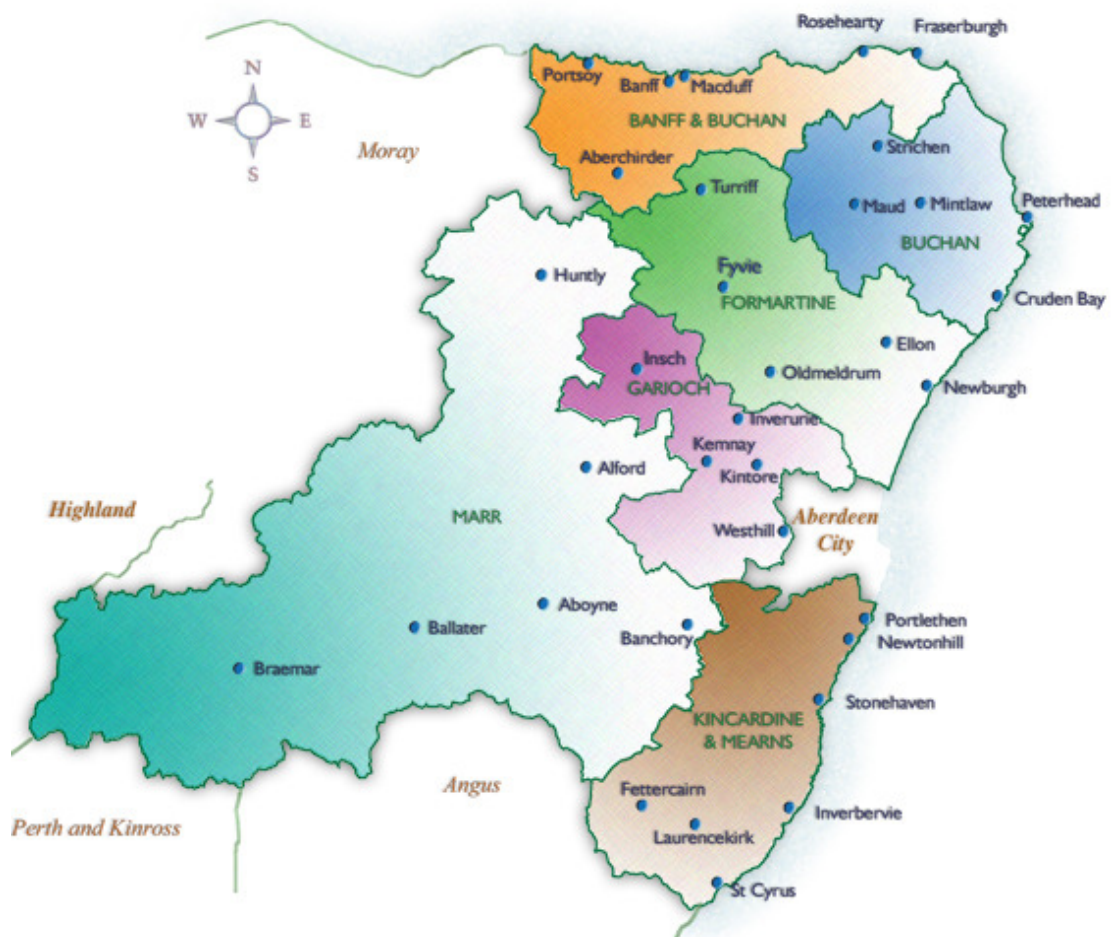 Rosehearty
Fraserburgh
Portsoy
Banff
Macduff
N
W
E
S
BANFF & BUCHAN
Moray
Strichen
Aberchirder
Turriff
Maud
Mintlaw
Peterhead
BUCHAN
Huntly
Fyvie
FORMARTINE
Cruden Bay
Ellon
Insch
GARIOCH
Oldmeldrum
Newburgh
Inverurie
Kemnay
Alford
Kintore
Highland
MARR
Westhill
Aberdeen
City
Aboyne
Ballater
Banchory
Portlethen
Newtonhill
Braemar
Stonehaven
KINCARDINE
& MEARNS
Angus
Fettercairn
Inverbervie
Perth and Kinross
Laurencekirk
St Cyrus